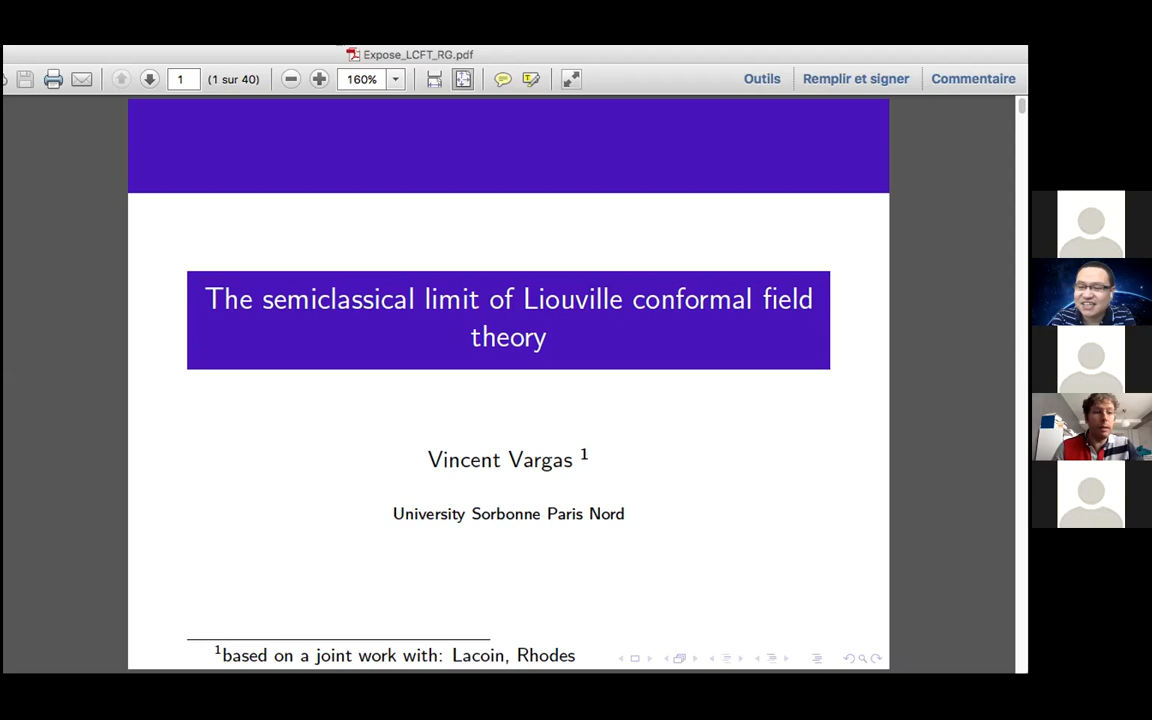 Expose_LCFT_RG.pdf
1 (1 sur 40) 160% Outils Remplir et signer Commentaire
The semiclassical limit of Liouville conformal field
theory
Vincent Vargas 1
University Sorbonne Paris Nord
1based on a joint work with: Lacoin, Rhodes